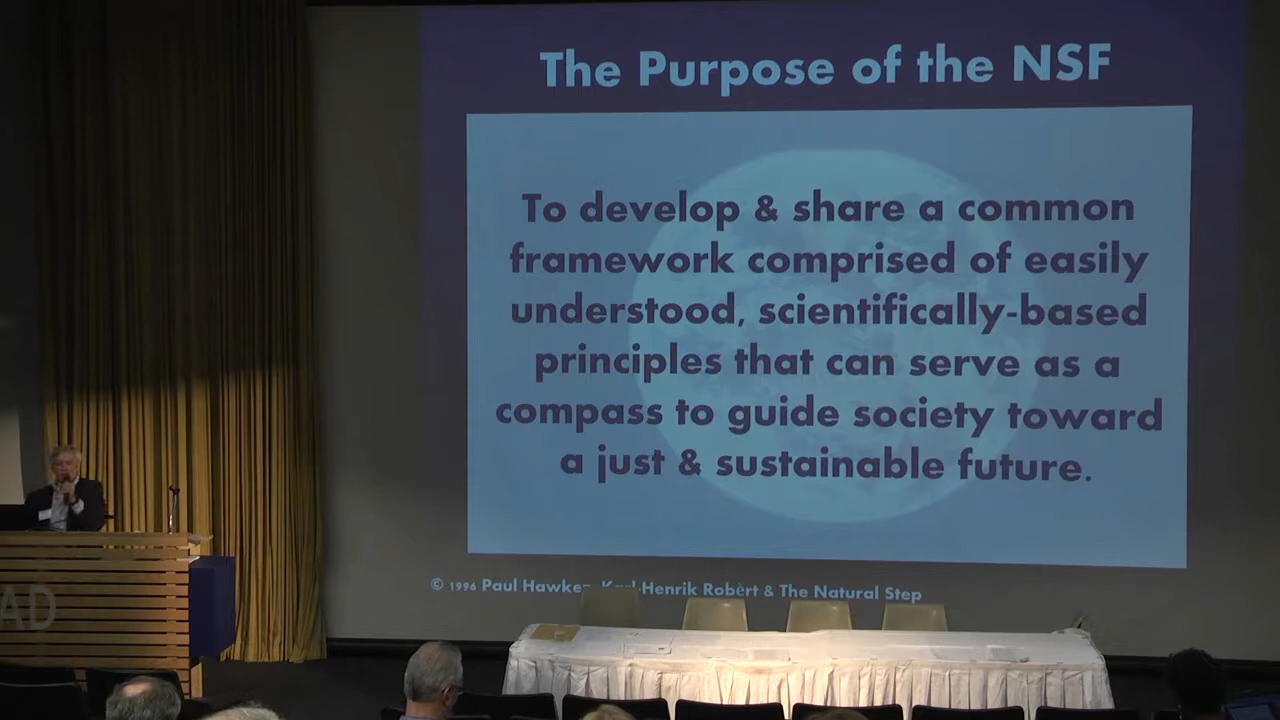 The Purpose of the NSF
To develop & share a common
framework comprised of easily
understood, scientifically-based
principles that can serve as a
compass to guide society toward
a just & sustainable future.
© 1996 Paul Hawken, Karl-Henrik Robèrt & The Natural Step
AD